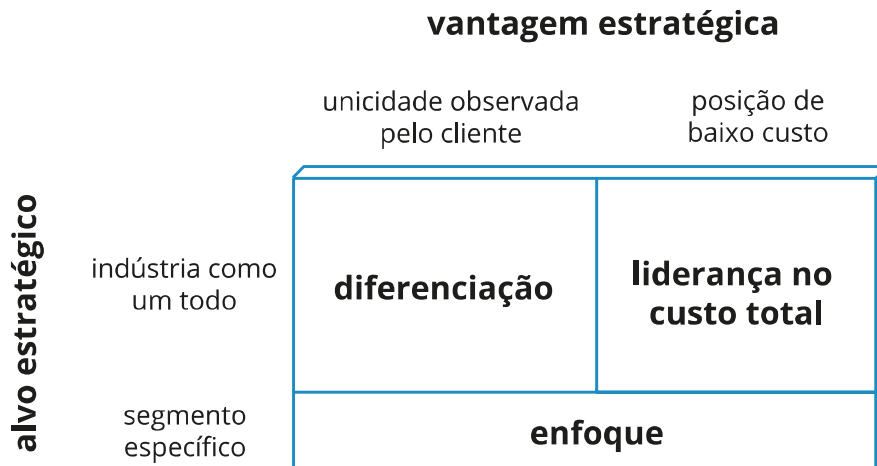 vantagem estratégica
unicidade observada
pelo cliente
posição de
baixo custo
alvo estratégico
indústria como
um todo
diferenciação
liderança no
custo total
segmento
específico
enfoque